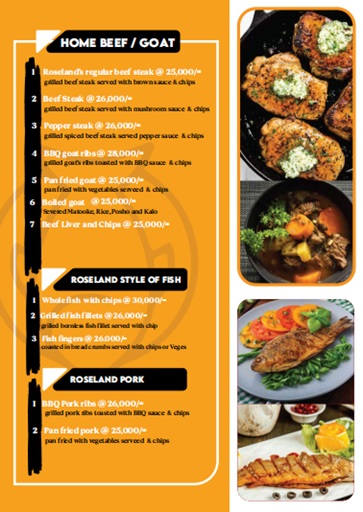 HOME BEEF / GOAT
1 Roseland's regular beef steak @ 25,000/=
grilled beef steak served with brown sauce & chips
2 Beef Steak @ 26,000/=
grilled beef steak served with mushroom sauce & chips
3 Pepper steak @ 26,000/=
grilled spiced beef steak served pepper sauce & chips
4 BBQ goat ribs @ 28,000/=
grilled goat's ribs toasted with BBQ sauce & chips
5 Pan fried goat @ 25,000/=
pan fried with vegetables serveed & chips
6 Boiled goat @ 25,000/=
Severed Matooke, Rice, Posho and Kalo
7 Beef Liver and Chips @ 25,000/=
ROSELAND STYLE OF FISH
1 Whole fish with chips @ 30,000/=
2 Grilled fish fillets @ 26,000/=
grilled bornless fish fillet served with chip
3 Fish fingers @ 26,000/=
coasted in bread crumbs served with chips or Veges
ROSELAND PORK
1 BBQ Pork ribs @ 26,000/=
grilled pork ribs toasted with BBQ sauce & chips
2 Pan fried pork @ 25,000/=
pan fried with vegetables serveed & chips